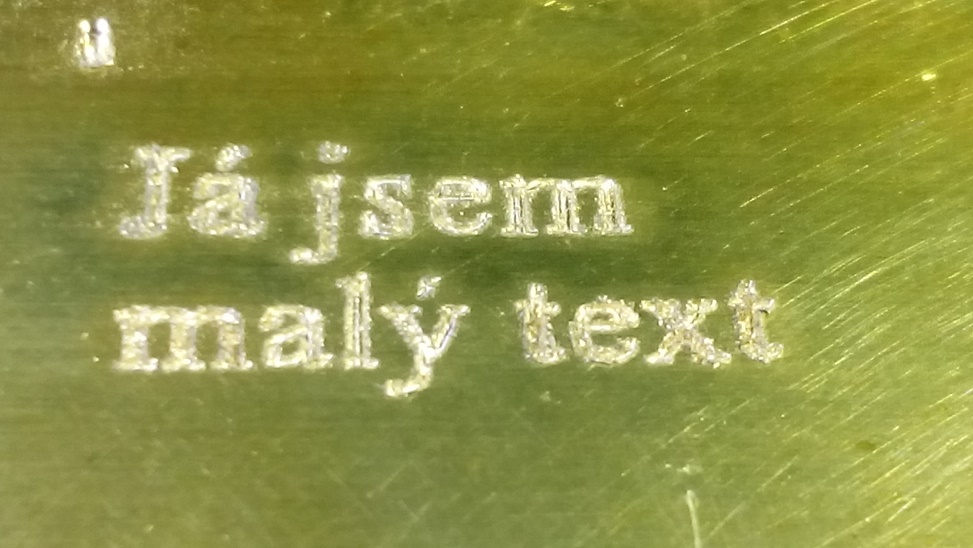 Já jsem
malý text